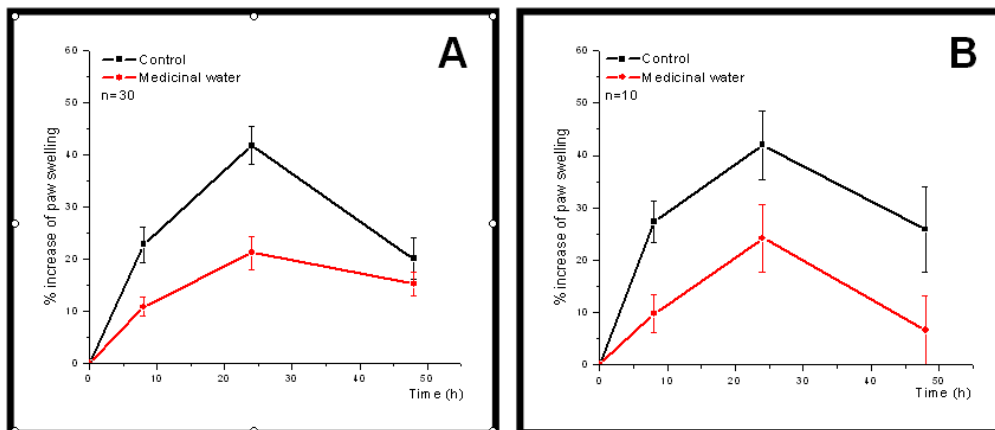 A
Control
Medicinal water
n=30
% increase of paw swelling
60
50
40
30
20
10
0
0 10 20 30 40 50
Time (h)
B
Control
Medicinal water
n=10
% increase of paw swelling
60
50
40
30
20
10
0
0 10 20 30 40 50
Time (h)